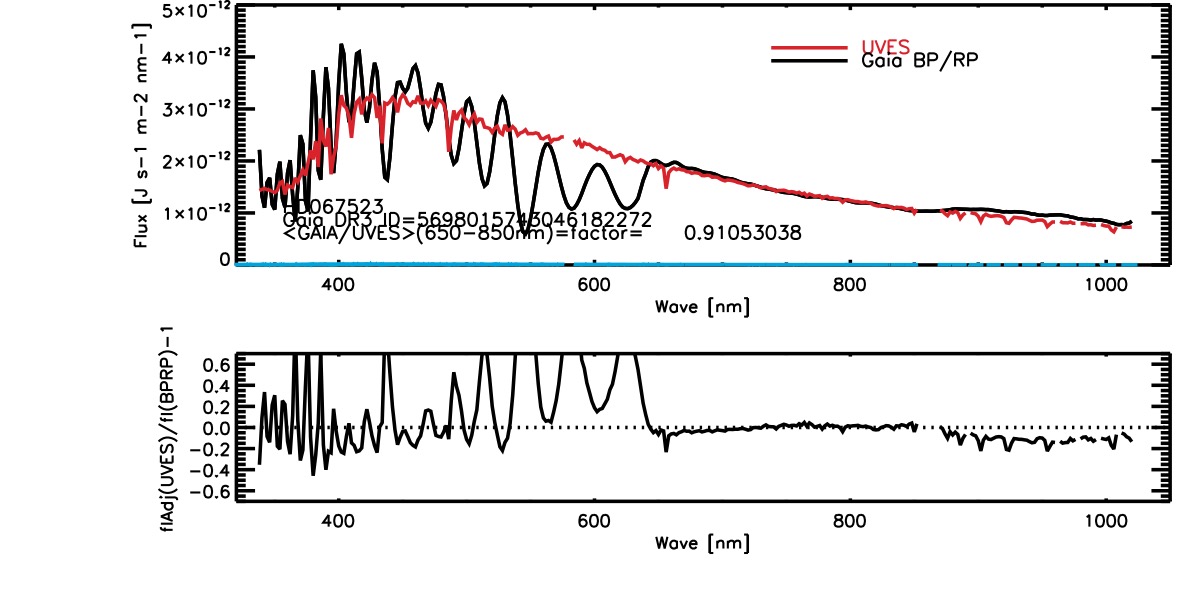 5×10−12
4×10−12
3×10−12
2×10−12
1×10−12
0
Flux [J s−1 m−2 nm−1]
UVES
Gaia BP/RP
HD067523
Gaia DR3 ID=5698015743046182272
<GAIA/UVES>(650−850nm)=factor= 0.91053038
400 600 800 1000
Wave [nm]
flAdj(UVES)/fl(BPRP)−1
0.6
0.4
0.2
0.0
−0.2
−0.4
−0.6
400 600 800 1000
Wave [nm]